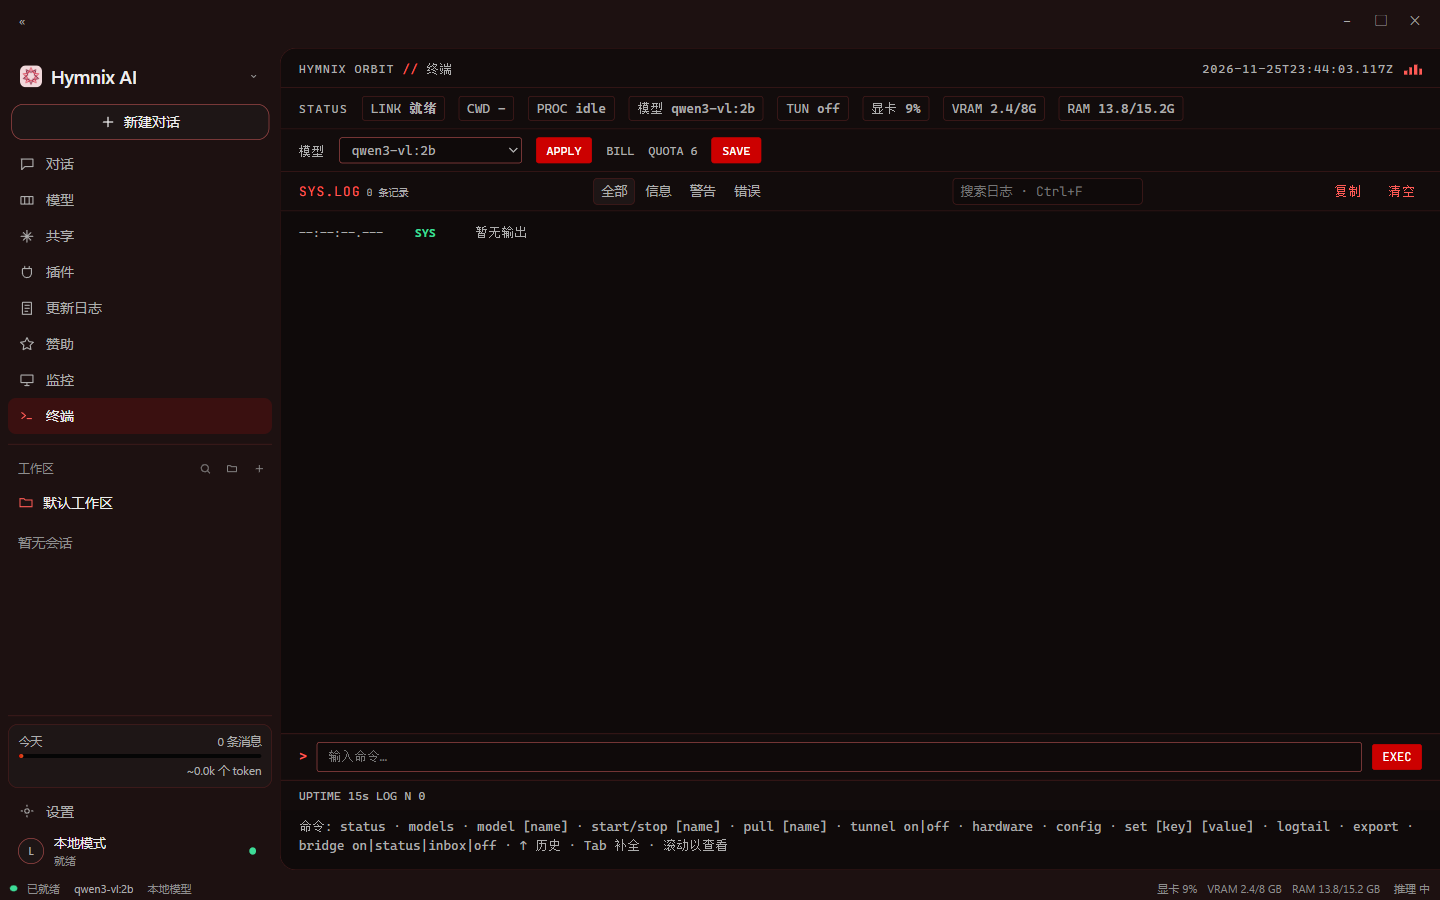 «
Hymnix AI
+ 新建对话
对话
模型
共享
插件
更新日志
赞助
监控
终端
工作区
默认工作区
暂无会话
今天 0 条消息
~0.0k 个 token
设置
L 本地模式
就绪
HYMNIX ORBIT // 终端 2026-11-25T23:44:03.117Z
STATUS LINK 就绪 CWD — PROC idle 模型 qwen3-vl:2b TUN off 显卡 9% VRAM 2.4/8G RAM 13.8/15.2G
模型 qwen3-vl:2b APPLY BILL QUOTA 6 SAVE
SYS.LOG 0 条记录 全部 信息 警告 错误 搜索日志 · Ctrl+F 复制 清空
--:--:--.--- SYS 暂无输出
> 输入命令… EXEC
UPTIME 15s LOG N 0
命令: status · models · model [name] · start/stop [name] · pull [name] · tunnel on|off · hardware · config · set [key] [value] · logtail · export ·
bridge on|status|inbox|off · ↑ 历史 · Tab 补全 · 滚动以查看
已就绪 qwen3-vl:2b 本地模型 显卡 9% VRAM 2.4/8 GB RAM 13.8/15.2 GB 推理 中